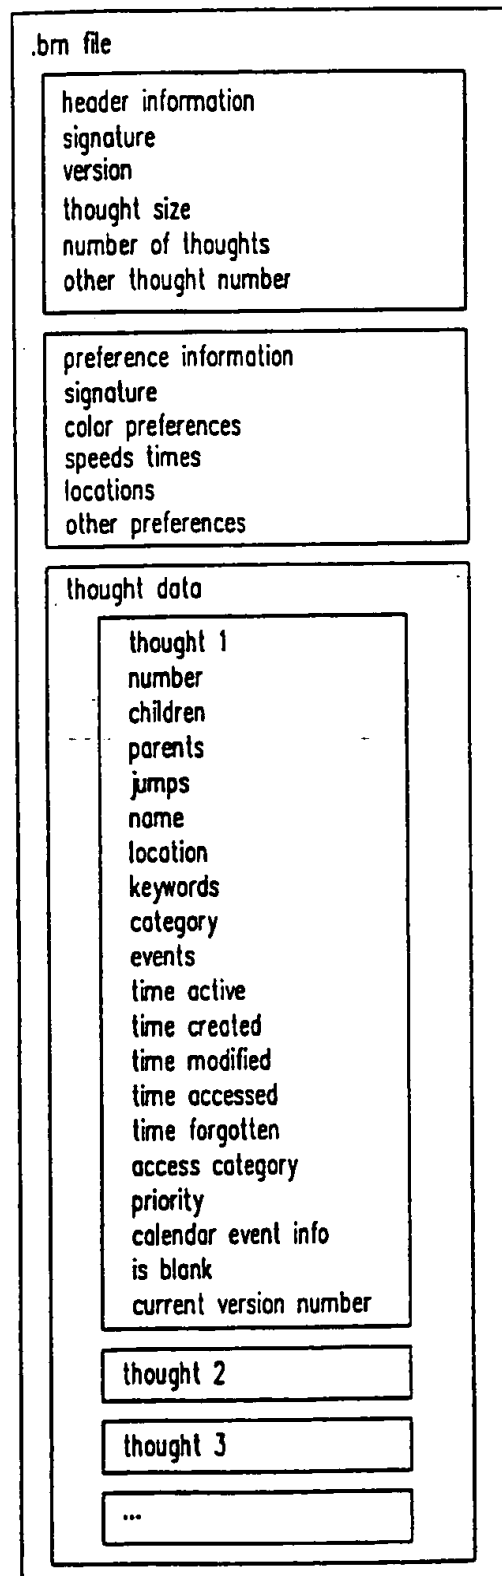 .brn file
header information
signature
version
thought size
number of thoughts
other thought number
preference information
signature
color preferences
speeds times
locations
other preferences
thought data
thought 1
number
children
parents
jumps
name
location
keywords
category
events
time active
time created
time modified
time accessed
time forgotten
access category
priority
calendar event info
is blank
current version number
thought 2
thought 3
...